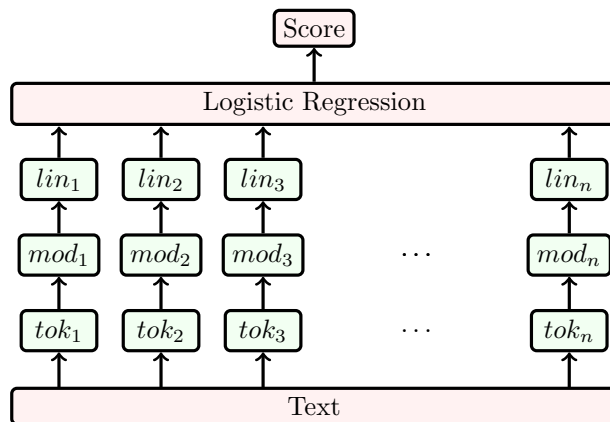 Score
Logistic Regression
lin₁ lin₂ lin₃ linₙ
mod₁ mod₂ mod₃ ... modₙ
tok₁ tok₂ tok₃ ... tokₙ
Text